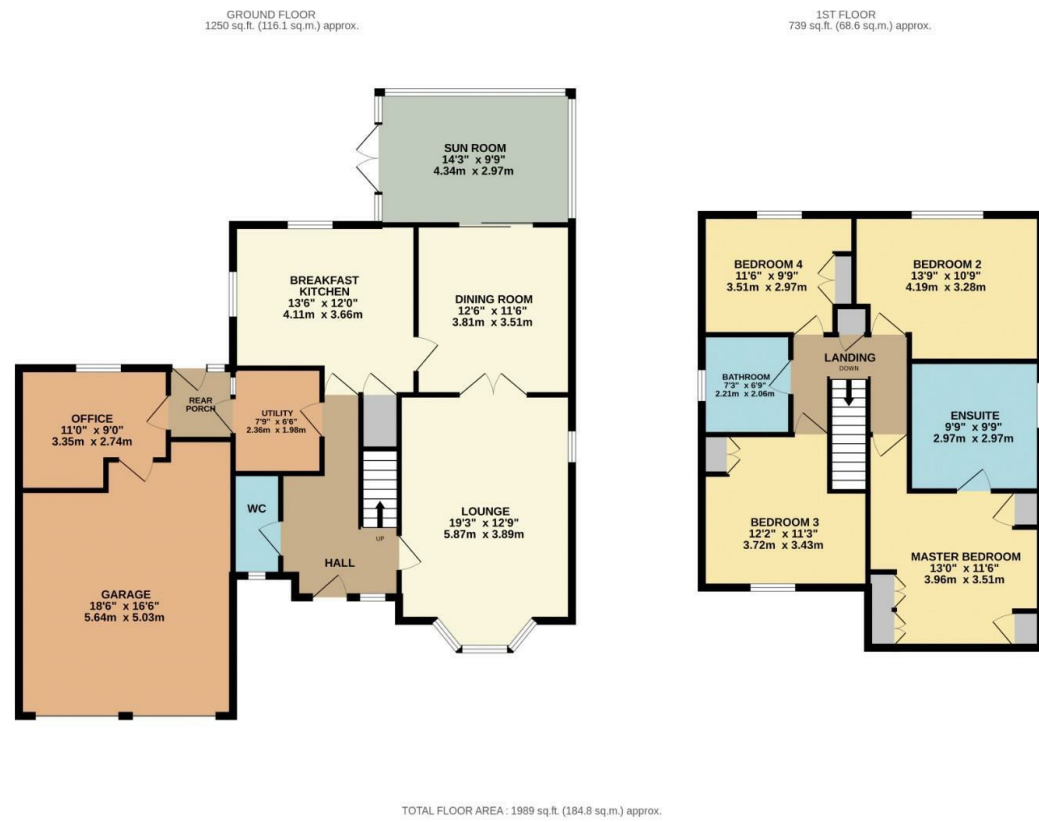 GROUND FLOOR
1250 sq.ft. (116.1 sq.m.) approx.
1ST FLOOR
739 sq.ft. (68.6 sq.m.) approx.
SUN ROOM
14'3" x 9'9"
4.34m x 2.97m
BREAKFAST
KITCHEN
13'6" x 12'0"
4.11m x 3.66m
DINING ROOM
12'6" x 11'6"
3.81m x 3.51m
OFFICE
11'0" x 9'0"
3.35m x 2.74m
REAR
PORCH
UTILITY
7'9" x 6'6"
2.36m x 1.98m
WC
HALL
UP
LOUNGE
19'3" x 12'9"
5.87m x 3.89m
GARAGE
18'6" x 16'6"
5.64m x 5.03m
BEDROOM 4
11'6" x 9'9"
3.51m x 2.97m
BEDROOM 2
13'9" x 10'9"
4.19m x 3.28m
LANDING
DOWN
BATHROOM
7'3" x 6'9"
2.21m x 2.06m
ENSUITE
9'9" x 9'9"
2.97m x 2.97m
BEDROOM 3
12'2" x 11'3"
3.72m x 3.43m
MASTER BEDROOM
13'0" x 11'6"
3.96m x 3.51m
TOTAL FLOOR AREA : 1989 sq.ft. (184.8 sq.m.) approx.